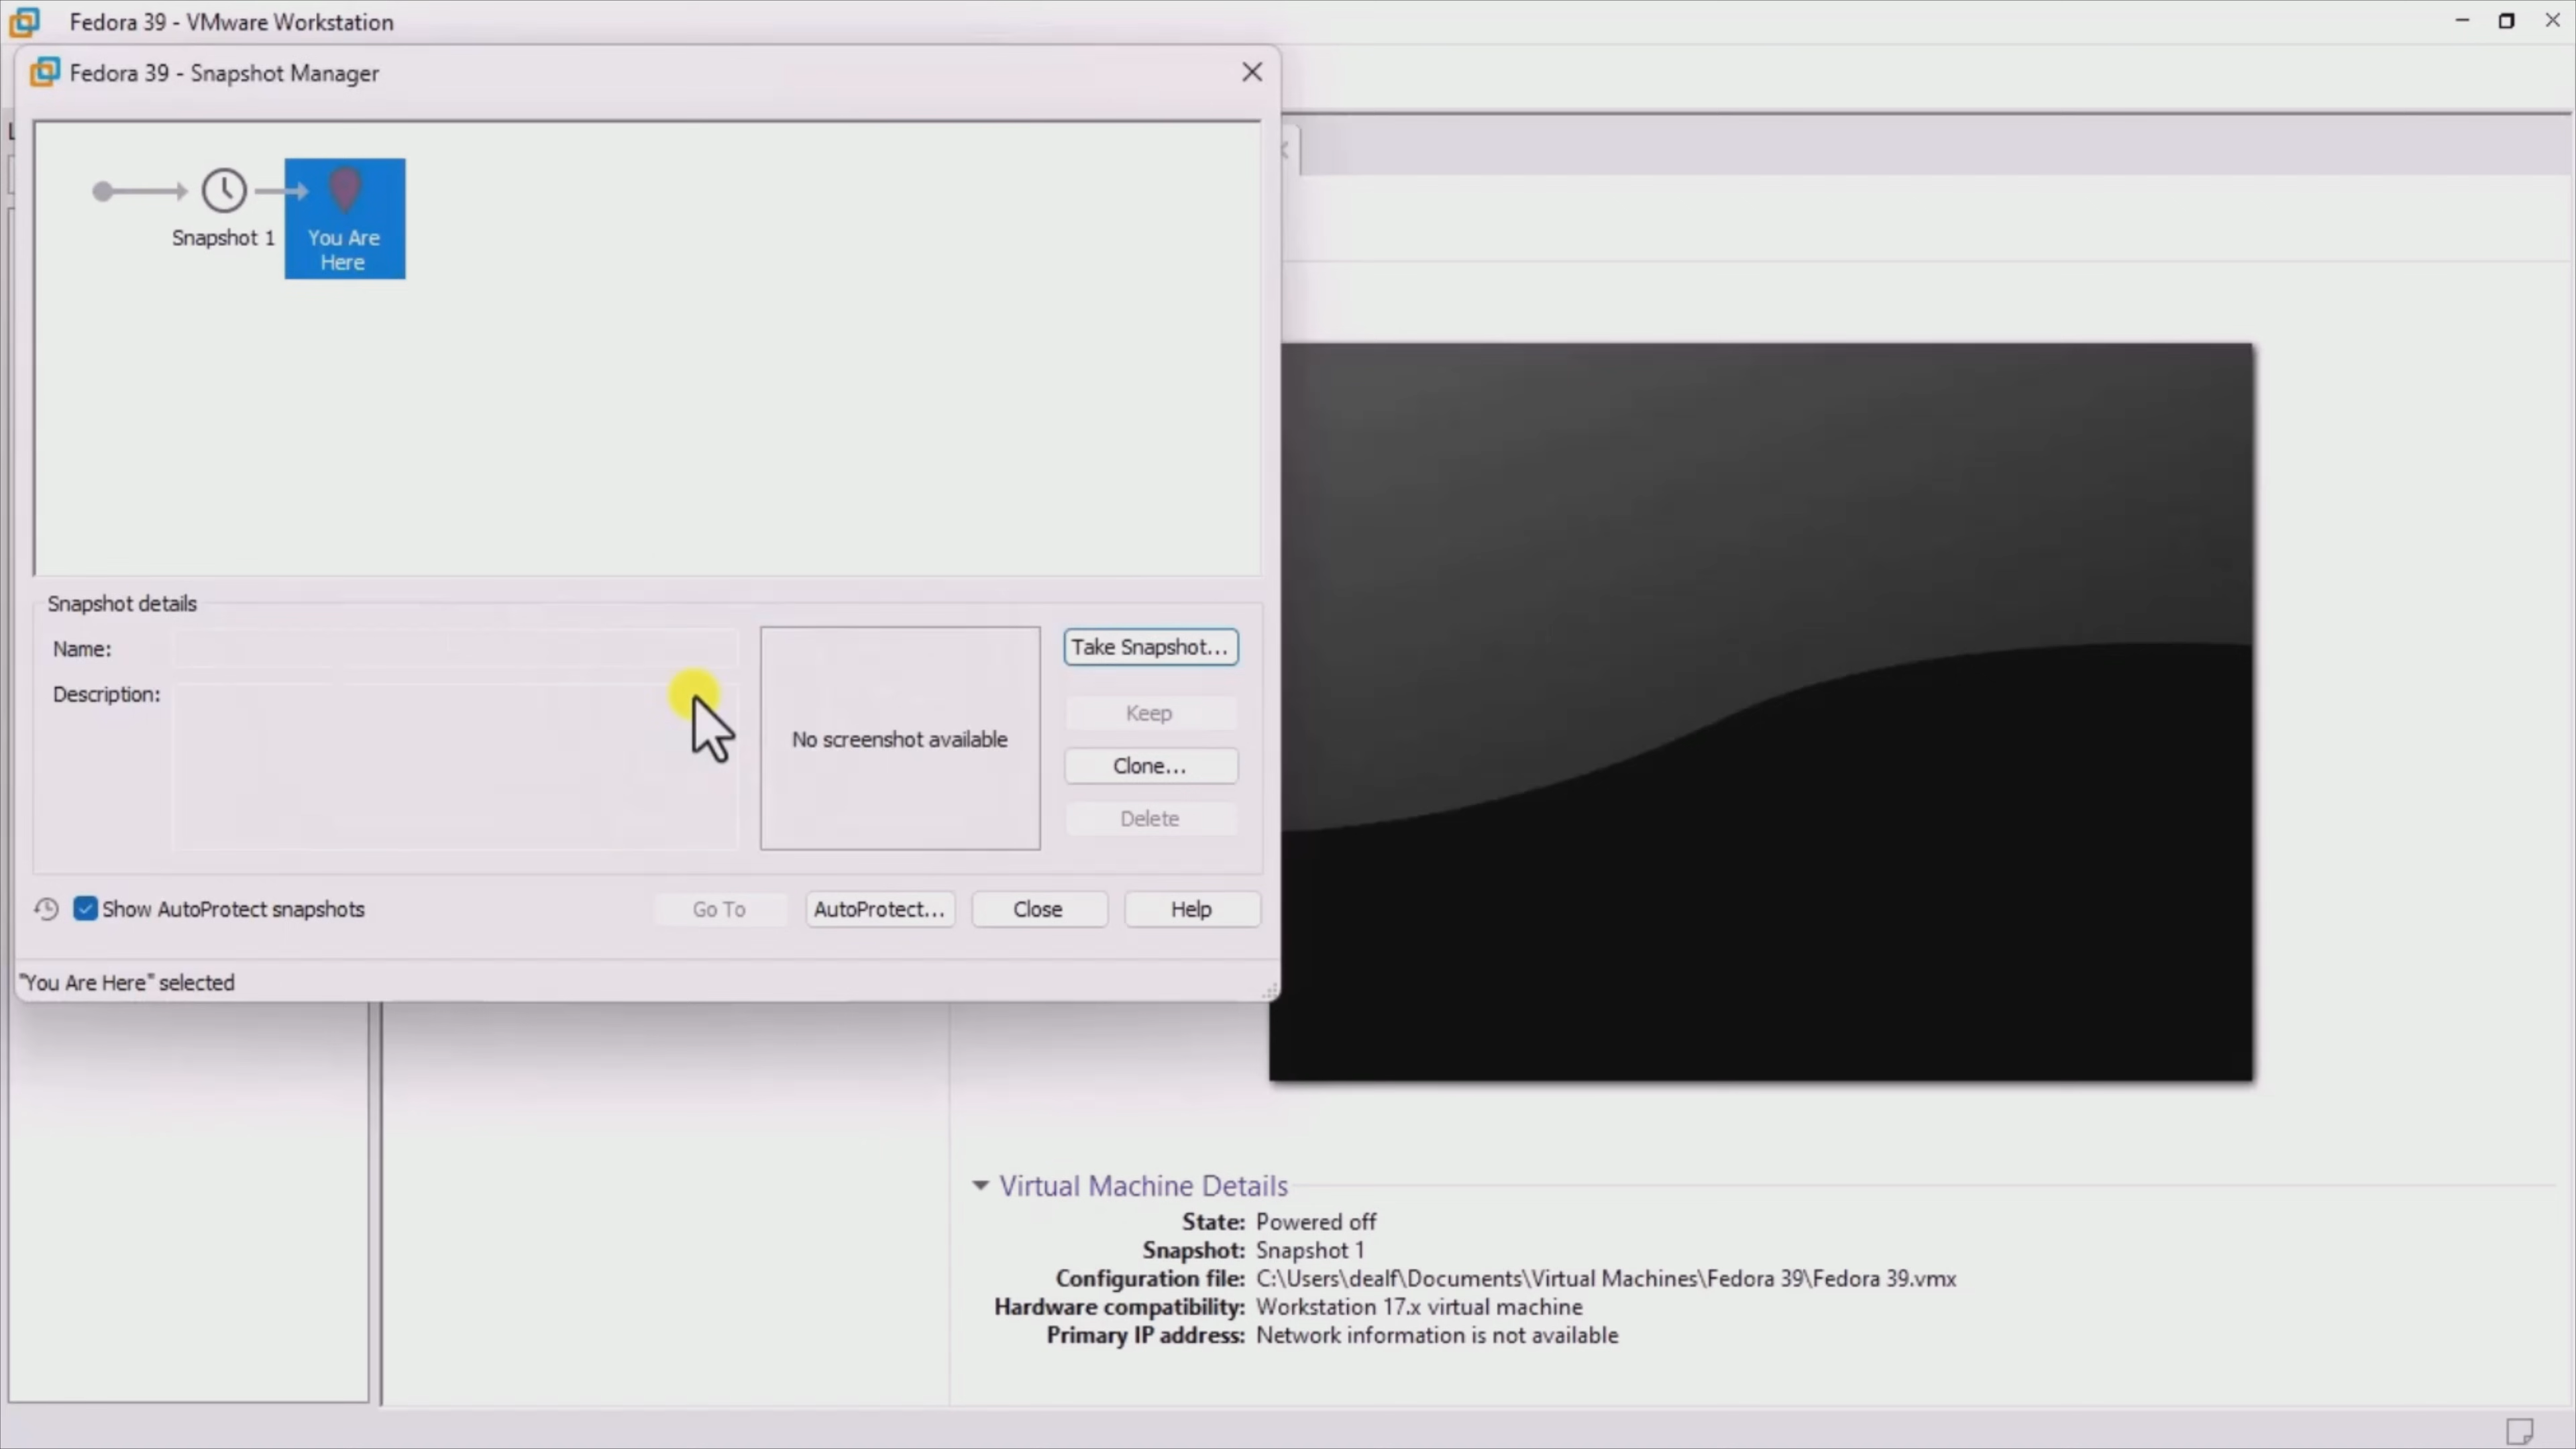 Fedora 39 - VMware Workstation
Fedora 39 - Snapshot Manager
Snapshot 1
You Are
Here
Snapshot details
Name:
Description:
No screenshot available
Take Snapshot...
Keep
Clone...
Delete
Show AutoProtect snapshots
Go To
AutoProtect...
Close
Help
"You Are Here" selected
Virtual Machine Details
State: Powered off
Snapshot: Snapshot 1
Configuration file: C:\Users\dealf\Documents\Virtual Machines\Fedora 39\Fedora 39.vmx
Hardware compatibility: Workstation 17.x virtual machine
Primary IP address: Network information is not available